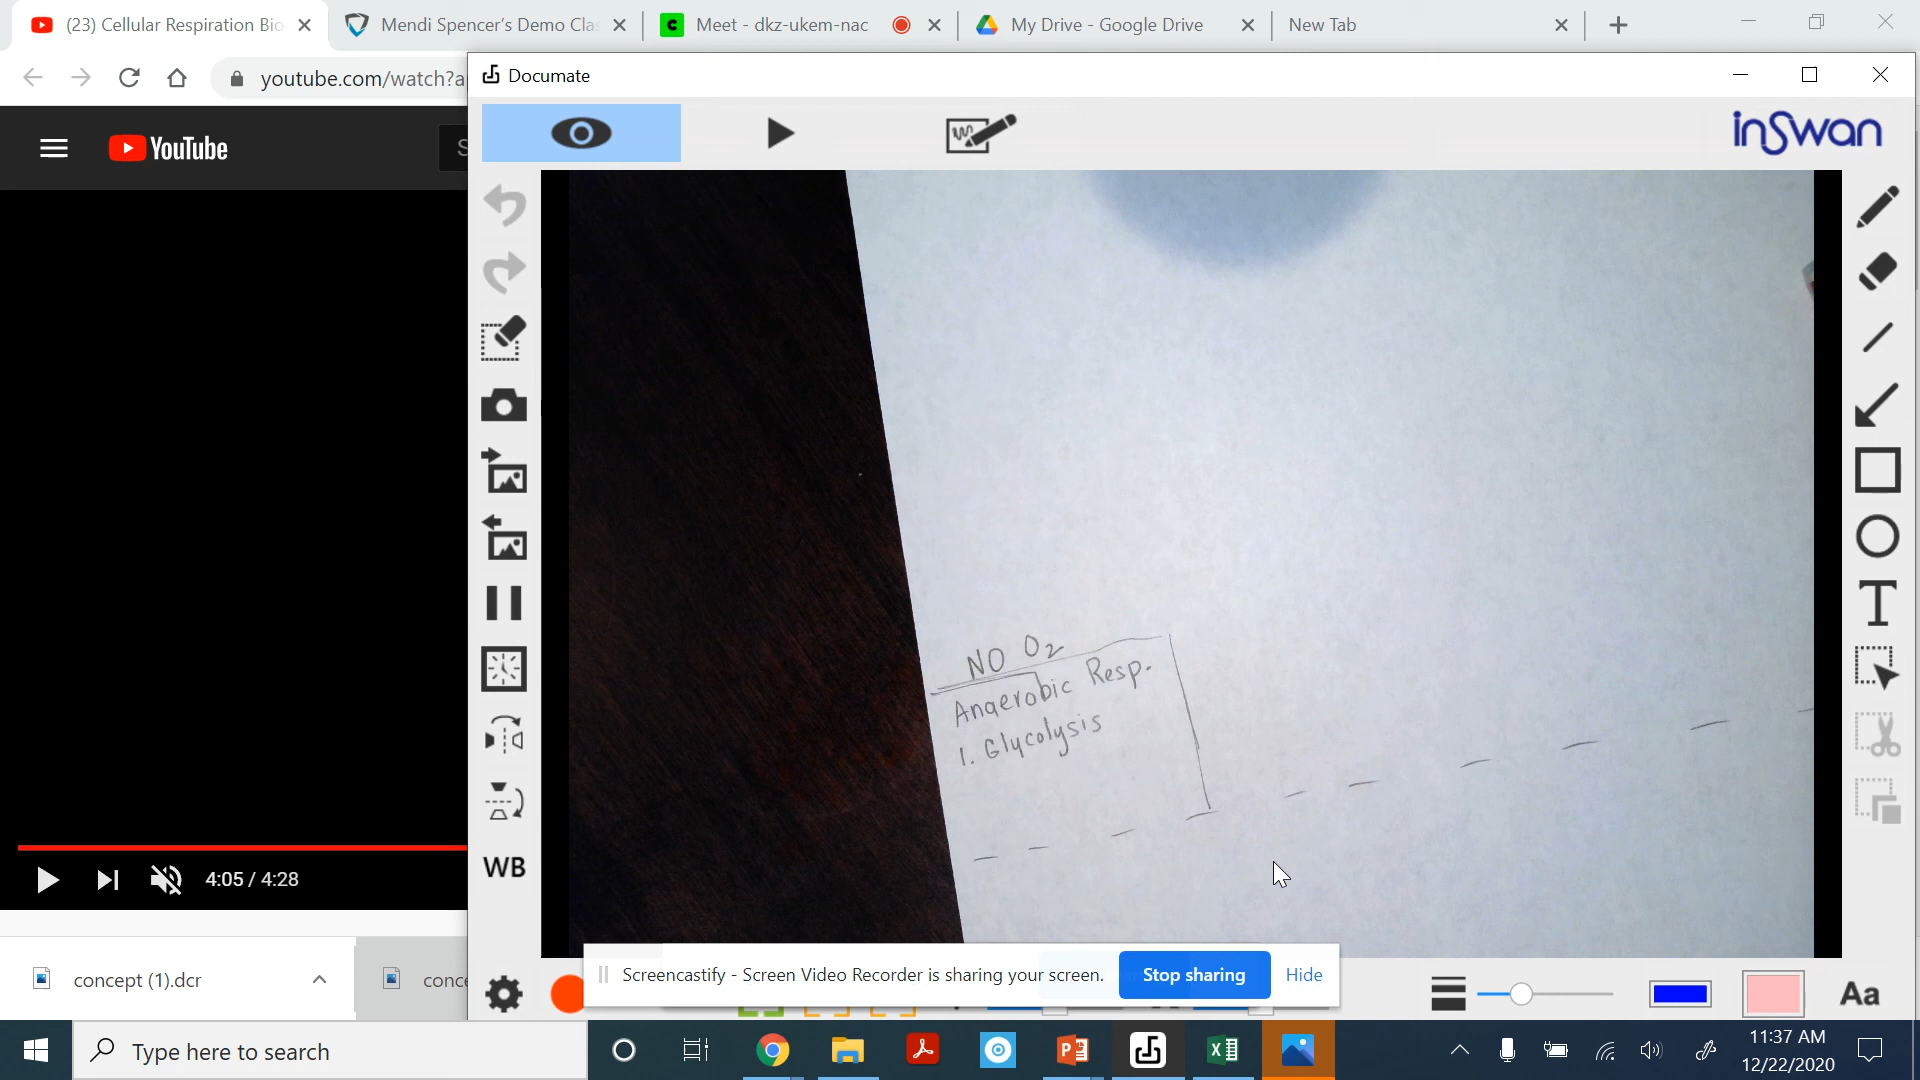 (23) Cellular Respiration Bio
Mendi Spencer's Demo Clas
Meet - dkz-ukem-nac
My Drive - Google Drive
New Tab
youtube.com/watch?a
Documate
YouTube
S
inSwan
NO O2
Anaerobic Resp.
1. Glycolysis
WB
T
4:05 / 4:28
concept (1).dcr
conce
Screencastify - Screen Video Recorder is sharing your screen.
Stop sharing
Hide
Aa
Type here to search
11:37 AM
12/22/2020